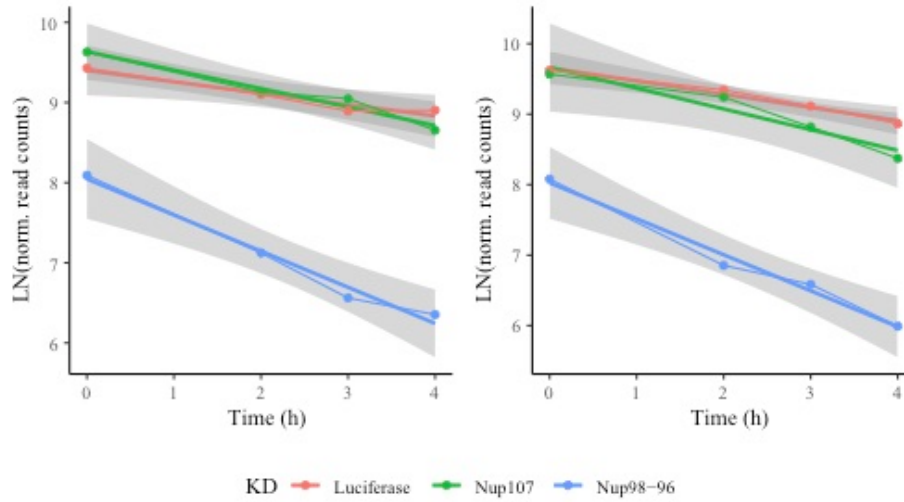 10
9
8
7
6
LN(norm. read counts)
0 1 2 3 4
Time (h)
10
9
8
7
6
LN(norm. read counts)
0 1 2 3 4
Time (h)
KD Luciferase Nup107 Nup98−96